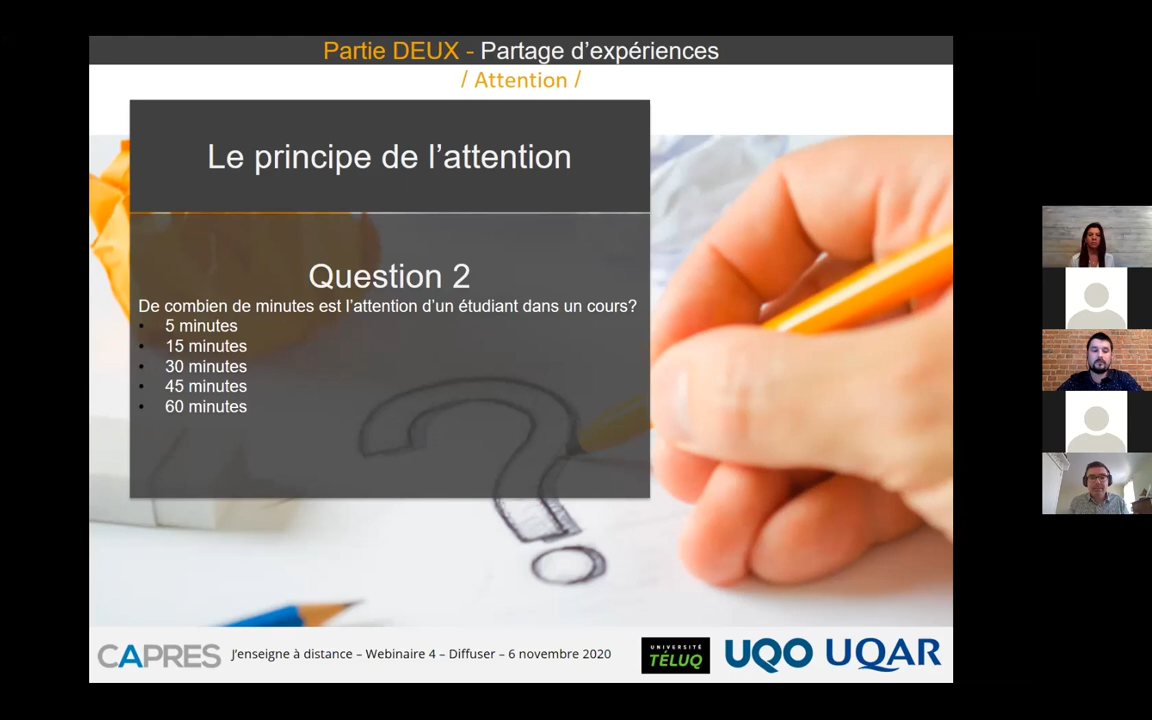 Partie DEUX - Partage d’expériences
/ Attention /
Le principe de l’attention
Question 2
De combien de minutes est l’attention d’un étudiant dans un cours?
• 5 minutes
• 15 minutes
• 30 minutes
• 45 minutes
• 60 minutes
CAPRES
J’enseigne à distance – Webinaire 4 – Diffuser – 6 novembre 2020
UNIVERSITÉ
TÉLUQ
UQO
UQAR